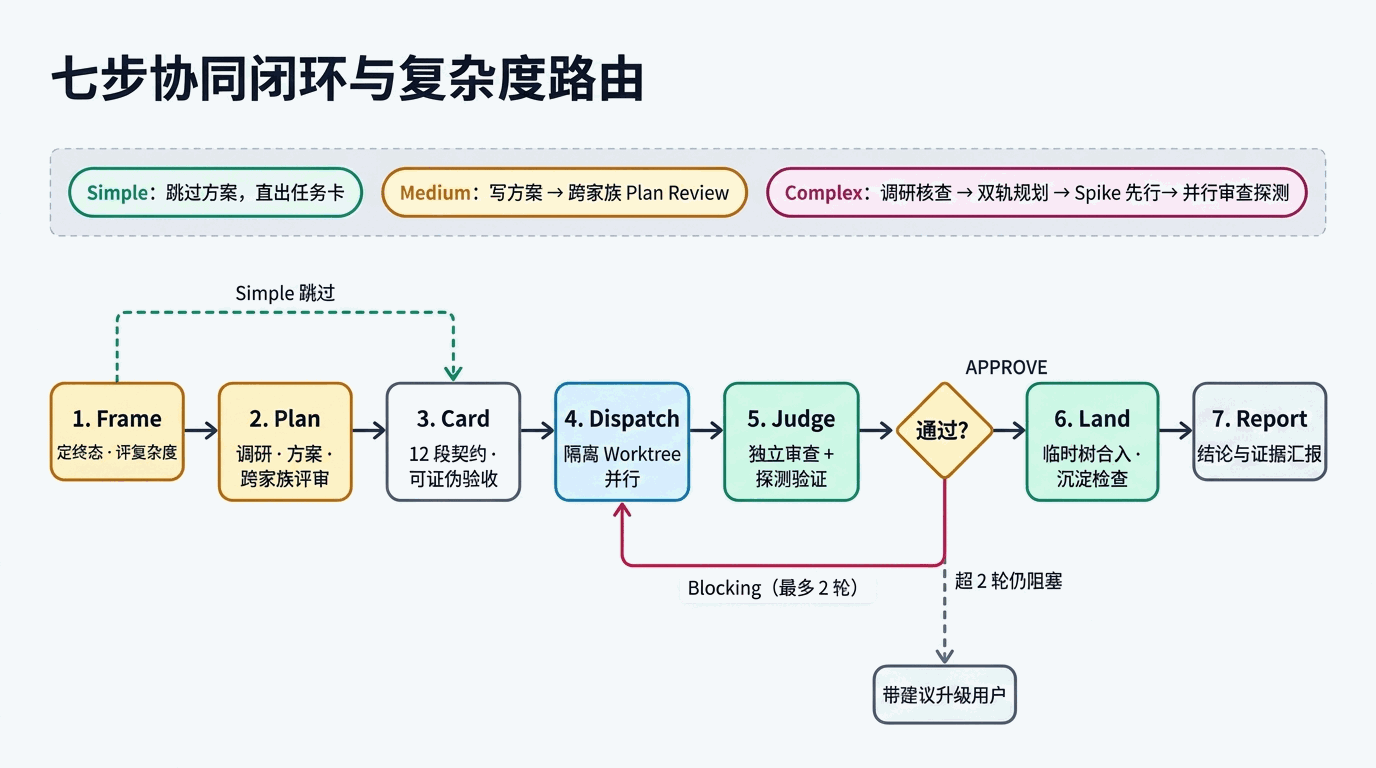 七步协同闭环与复杂度路由
Simple：跳过方案，直出任务卡
Medium：写方案 → 跨家族 Plan Review
Complex：调研核查 → 双轨规划 → Spike 先行→ 并行审查探测
Simple 跳过
1. Frame
定终态 · 评复杂度
2. Plan
调研 · 方案 ·
跨家族评审
3. Card
12 段契约 ·
可证伪验收
4. Dispatch
隔离 Worktree
并行
5. Judge
独立审查 +
探测验证
通过?
APPROVE
6. Land
临时树合入 ·
沉淀检查
7. Report
结论与证据汇报
Blocking（最多 2 轮）
超 2 轮仍阻塞
带建议升级用户